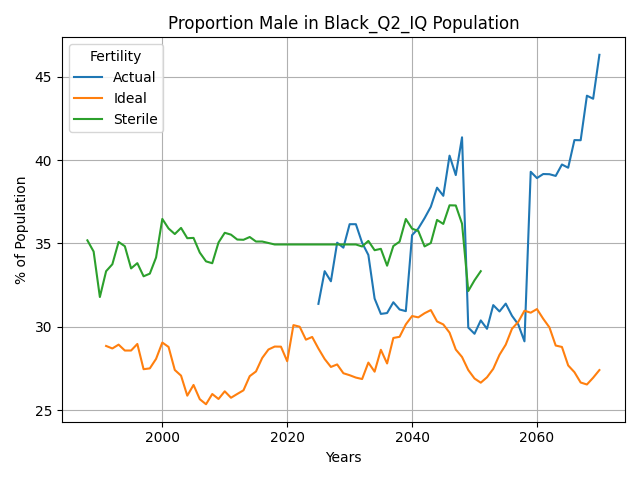 Proportion Male in Black_Q2_IQ Population
Fertility
Actual
Ideal
Sterile
% of Population
45
40
35
30
25
2000
2020
2040
2060
Years